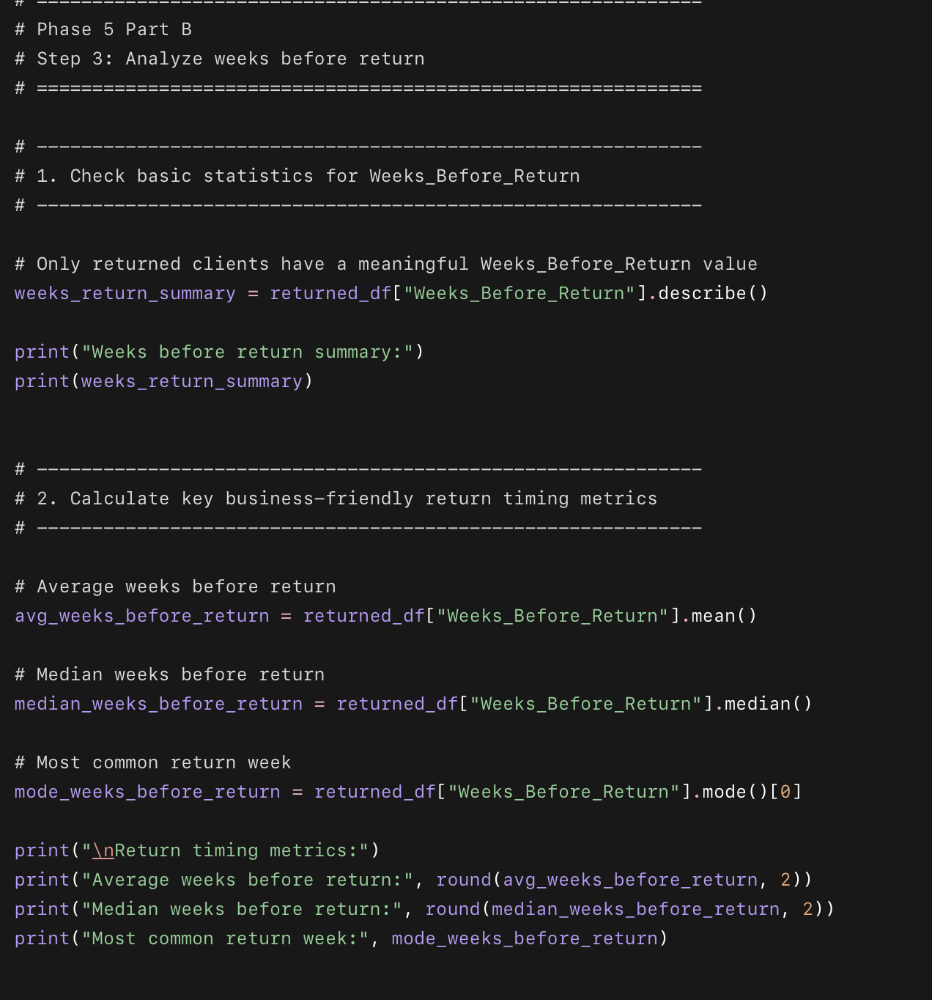 # ============================================================
# Phase 5 Part B
# Step 3: Analyze weeks before return
# ============================================================
# ------------------------------------------------------------
# 1. Check basic statistics for Weeks_Before_Return
# ------------------------------------------------------------
# Only returned clients have a meaningful Weeks_Before_Return value
weeks_return_summary = returned_df["Weeks_Before_Return"].describe()
print("Weeks before return summary:")
print(weeks_return_summary)
# ------------------------------------------------------------
# 2. Calculate key business-friendly return timing metrics
# ------------------------------------------------------------
# Average weeks before return
avg_weeks_before_return = returned_df["Weeks_Before_Return"].mean()
# Median weeks before return
median_weeks_before_return = returned_df["Weeks_Before_Return"].median()
# Most common return week
mode_weeks_before_return = returned_df["Weeks_Before_Return"].mode()[0]
print("\nReturn timing metrics:")
print("Average weeks before return:", round(avg_weeks_before_return, 2))
print("Median weeks before return:", round(median_weeks_before_return, 2))
print("Most common return week:", mode_weeks_before_return)